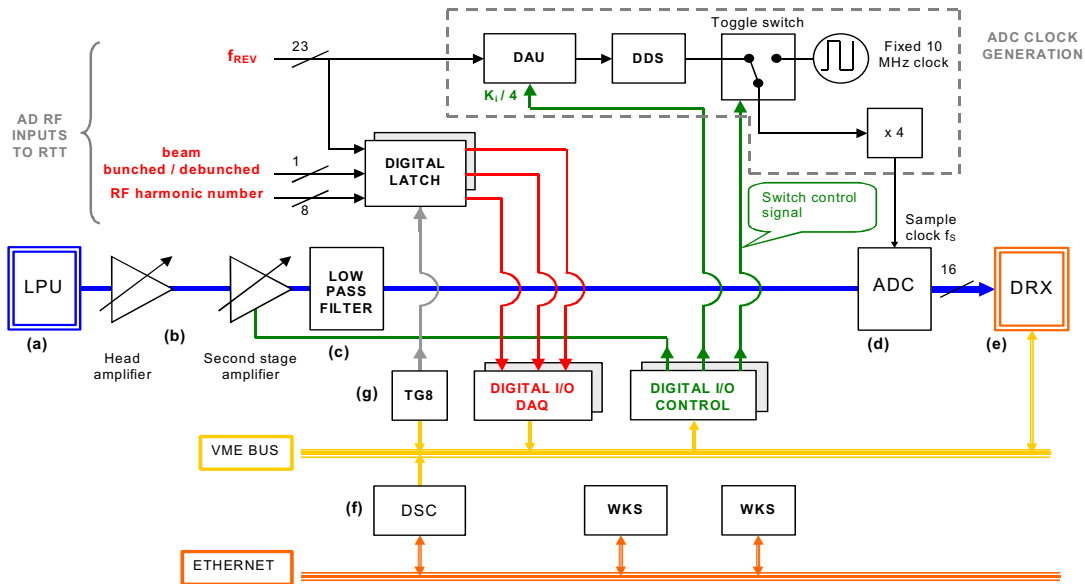 Toggle switch
ADC CLOCK
GENERATION
23
fREV
DAU
DDS
Fixed 10
MHz clock
Ki / 4
AD RF
INPUTS
TO RTT
x 4
beam
bunched / debunched
1
DIGITAL
LATCH
RF harmonic number
8
Switch control
signal
Sample
clock fS
LPU
LOW
PASS
FILTER
ADC
16
DRX
(a)
(b)
(c)
(d)
(e)
Head
amplifier
Second stage
amplifier
(g)
TG8
DIGITAL I/O
DAQ
DIGITAL I/O
CONTROL
VME BUS
(f)
DSC
WKS
WKS
ETHERNET